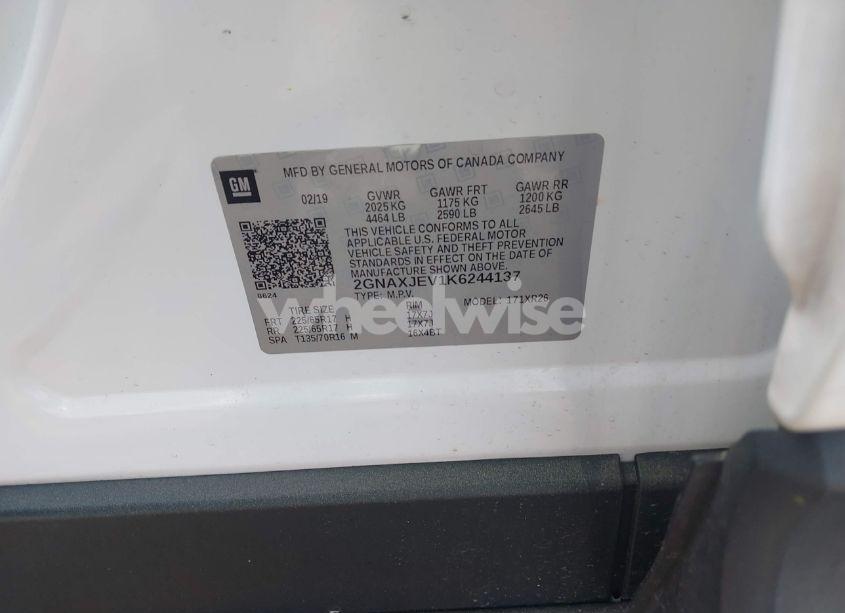 MFD BY GENERAL MOTORS OF CANADA COMPANY
GM
02/19 GVWR GAWR FRT GAWR RR
2025 KG 1175 KG 1200 KG
4464 LB 2590 LB 2645 LB
THIS VEHICLE CONFORMS TO ALL
APPLICABLE U.S. FEDERAL MOTOR
VEHICLE SAFETY AND THEFT PREVENTION
STANDARDS IN EFFECT ON THE DATE OF
MANUFACTURE SHOWN ABOVE.
2GNAXJEV1K6244137
TYPE: M.P.V. MODEL: 171XR26
TIRE SIZE RIM
FRT 225/65R17 H 17X7J
RR 225/65R17 H 17X7J
SPA T135/70R16 M 16X4BT
wheelwise